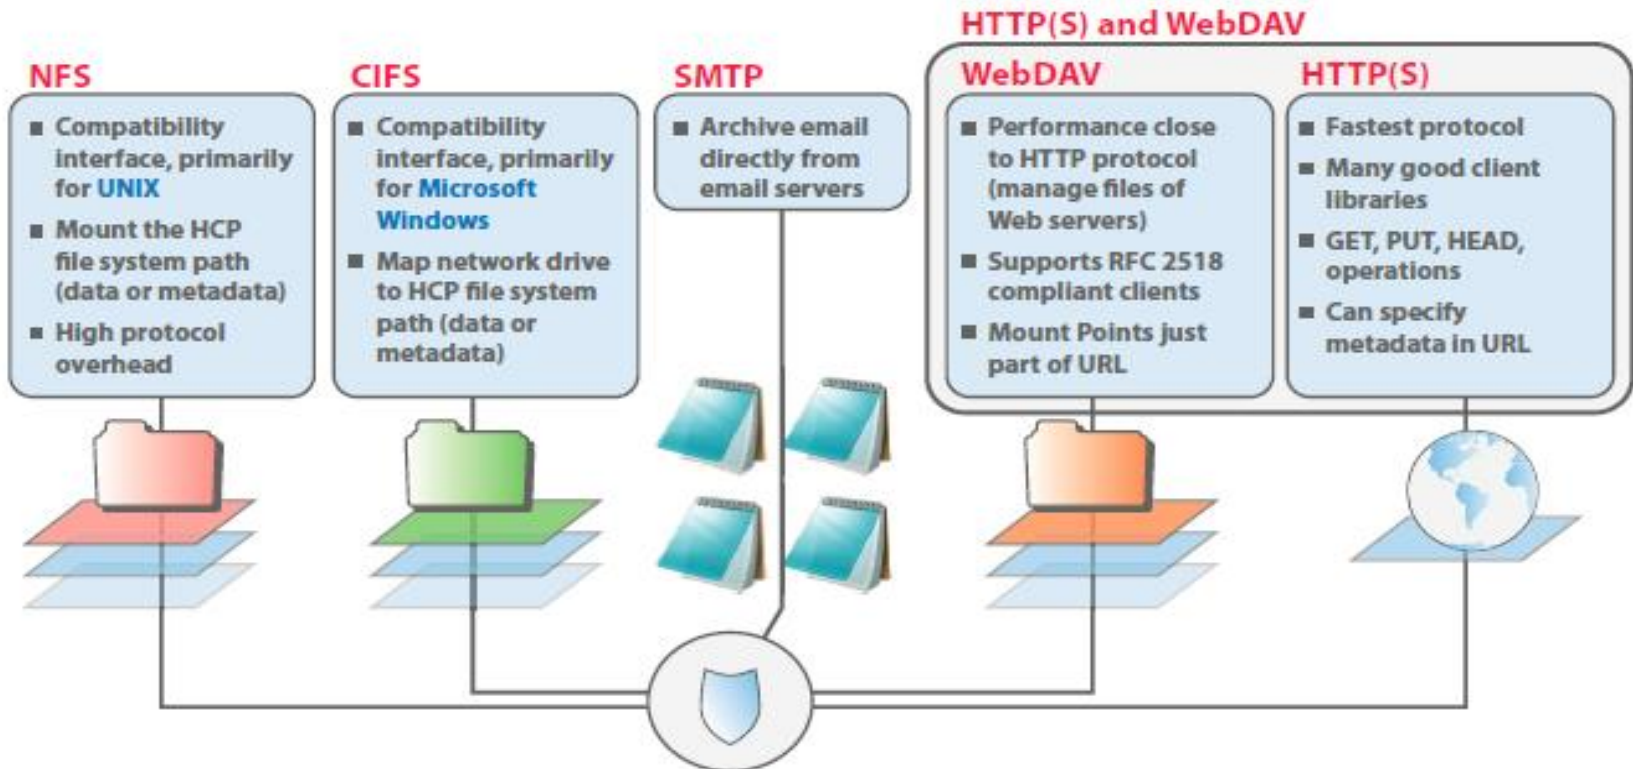 HTTP(S) and WebDAV
NFS
■ Compatibility
interface, primarily
for UNIX
■ Mount the HCP
file system path
(data or metadata)
■ High protocol
overhead
CIFS
■ Compatibility
interface, primarily
for Microsoft
Windows
■ Map network drive
to HCP file system
path (data or
metadata)
SMTP
■ Archive email
directly from
email servers
WebDAV
■ Performance close
to HTTP protocol
(manage files of
Web servers)
■ Supports RFC 2518
compliant clients
■ Mount Points just
part of URL
HTTP(S)
■ Fastest protocol
■ Many good client
libraries
■ GET, PUT, HEAD,
operations
■ Can specify
metadata in URL